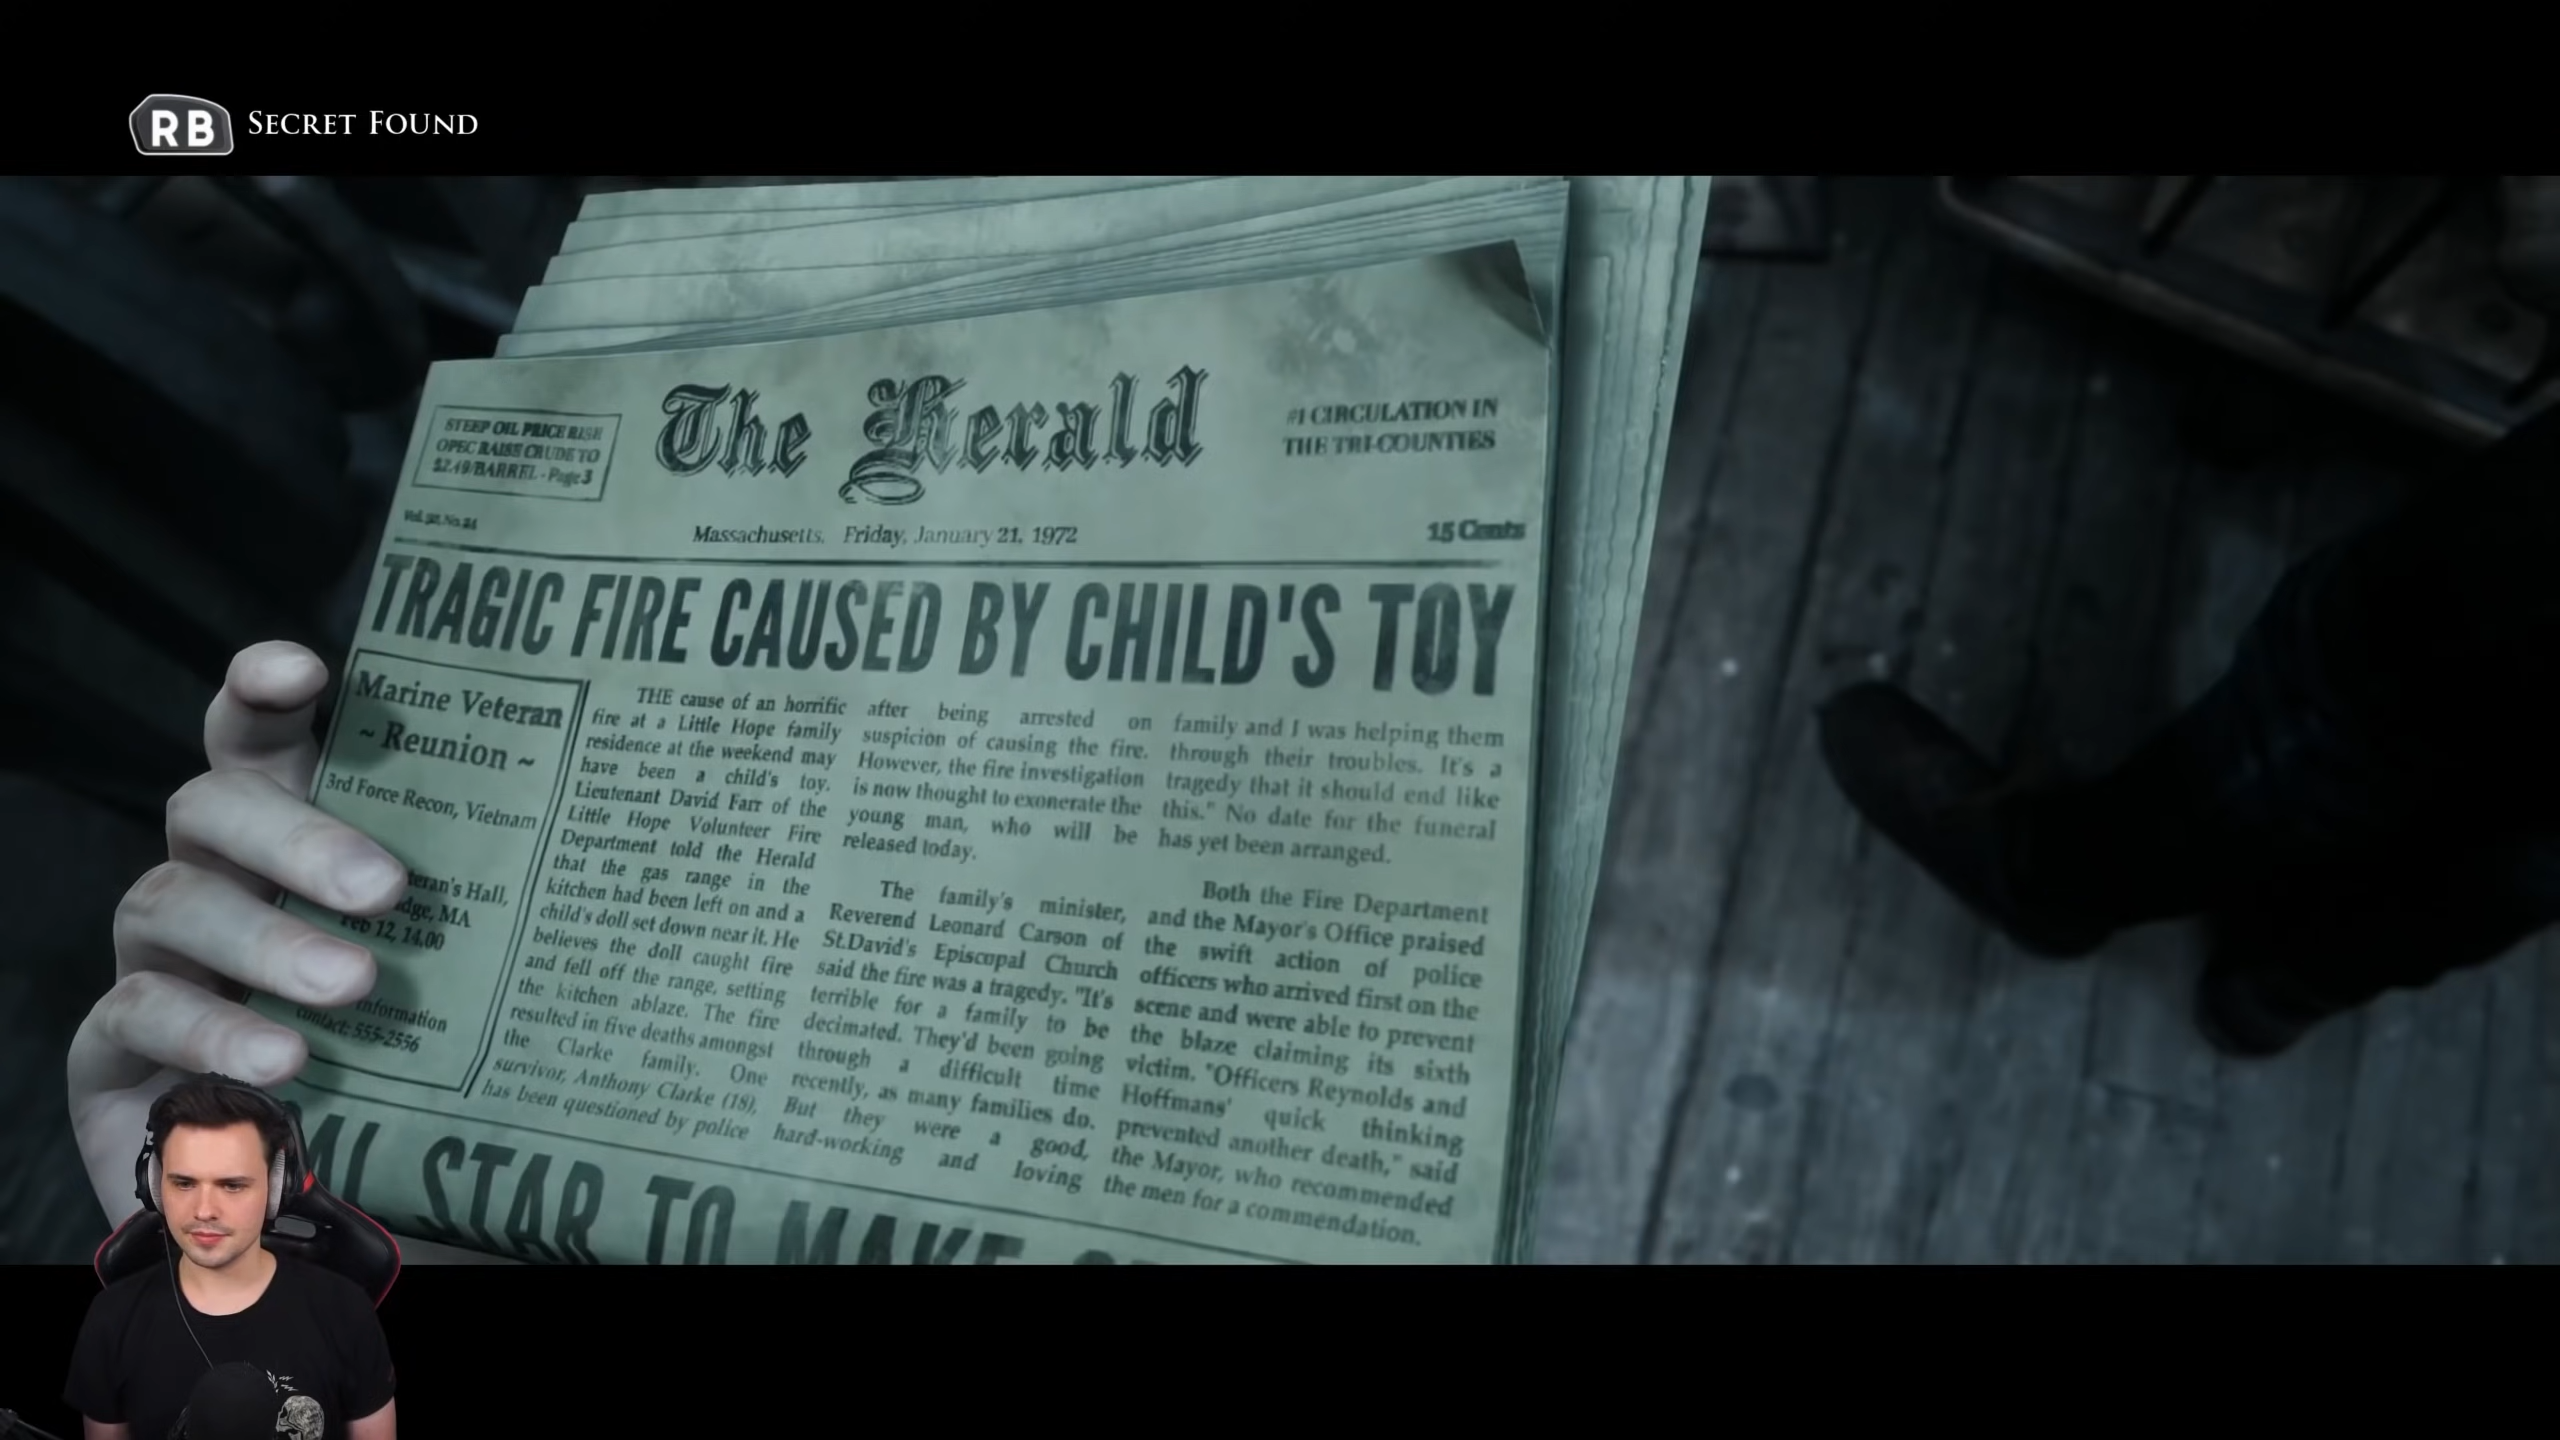 RB Secret Found
STEEP OIL PRICE RISE
OPEC RAISE CRUDE TO
$2.49/BARREL - Page 3
The Herald
#1 CIRCULATION IN
THE TRI-COUNTIES
Massachusetts, Friday, January 21, 1972
15 Cents
TRAGIC FIRE CAUSED BY CHILD'S TOY
Marine Veteran
~ Reunion ~
3rd Force Recon, Vietnam
Hall,
MA
Feb 12, 14.00
information
contact: 555-2556
THE cause of an horrific
fire at a Little Hope family
residence at the weekend may
have been a child's toy.
Lieutenant David Farr of the
Little Hope Volunteer Fire
Department told the Herald
that the gas range in the
kitchen had been left on and a
child's doll set down near it. He
believes the doll caught fire
and fell off the range, setting
the kitchen ablaze. The fire
resulted in five deaths amongst
the Clarke family. One
survivor, Anthony Clarke (18),
has been questioned by police
after being arrested on
suspicion of causing the fire.
However, the fire investigation
is now thought to exonerate the
young man, who will be
released today.
The family's minister,
Reverend Leonard Carson of
St.David's Episcopal Church
said the fire was a tragedy. "It's
terrible for a family to be
decimated. They'd been going
through a difficult time
recently, as many families do.
But they were a good,
hard-working and loving
family and I was helping them
through their troubles. It's a
tragedy that it should end like
this." No date for the funeral
has yet been arranged.
Both the Fire Department
and the Mayor's Office praised
the swift action of police
officers who arrived first on the
scene and were able to prevent
the blaze claiming its sixth
victim. "Officers Reynolds and
Hoffmans' quick thinking
prevented another death," said
the Mayor, who recommended
the men for a commendation.
STAR TO MAKE